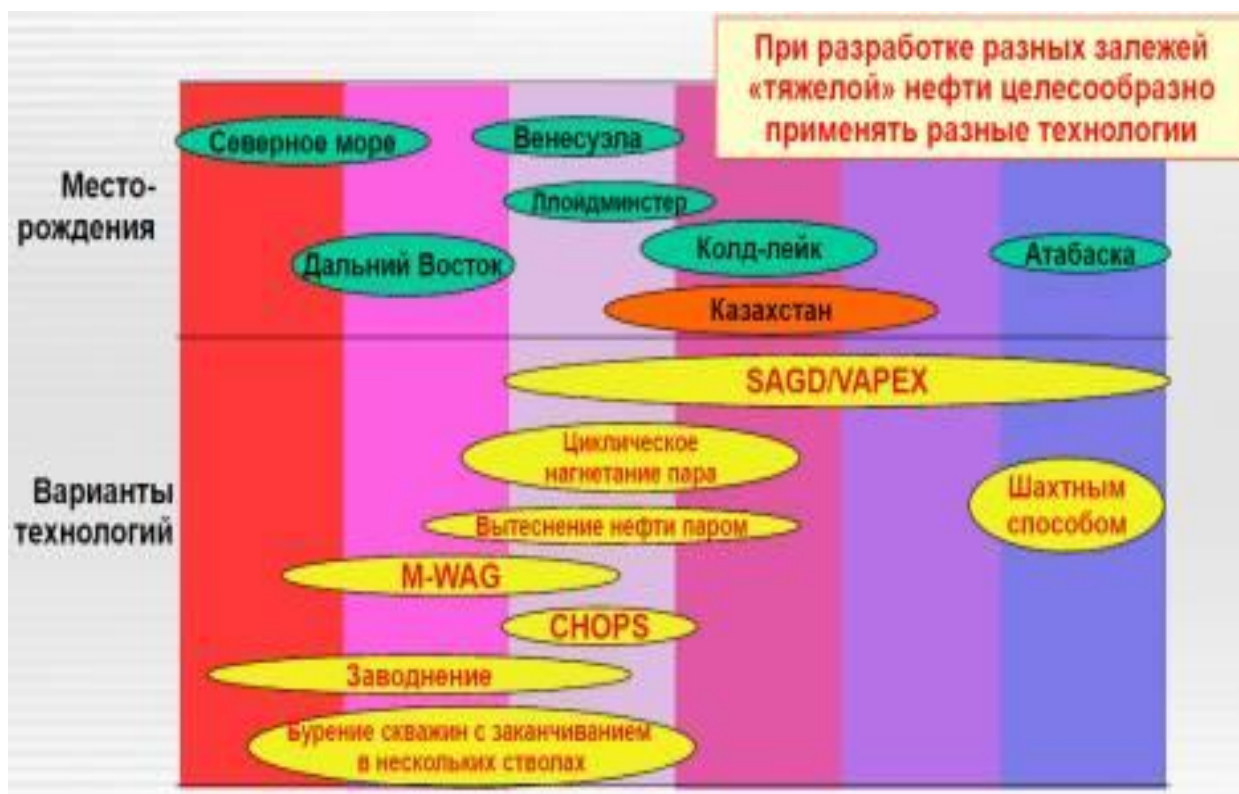 При разработке разных залежей
«тяжелой» нефти целесообразно
применять разные технологии
Место-
рождения
Северное море
Венесуэла
Ллойдминстер
Дальний Восток
Колд-лейк
Атабаска
Казахстан
Варианты
технологий
SAGD/VAPEX
Циклическое
нагнетание пара
Шахтным
способом
Вытеснение нефти паром
M-WAG
CHOPS
Заводнение
Бурение скважин с заканчиванием
в нескольких стволах